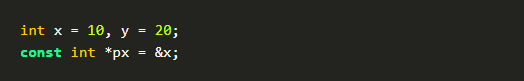 int x = 10, y = 20;
const int *px = &x;